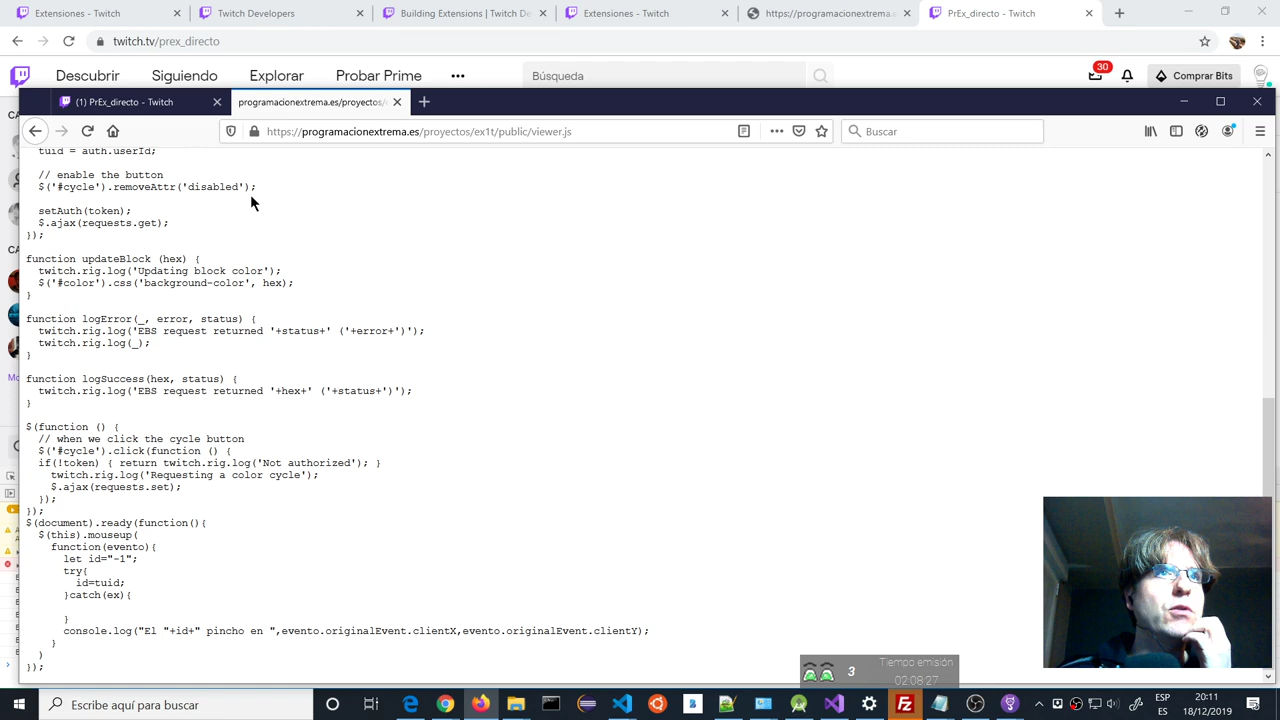 Extensiones - Twitch
Twitch Developers
Building Extensions | Twitch De
Extensiones - Twitch
https://programacionextrema.e
PrEx_directo - Twitch
twitch.tv/prex_directo
Descubrir
Siguiendo
Explorar
Probar Prime
Búsqueda
30
Comprar Bits
(1) PrEx_directo - Twitch
programacionextrema.es/proyectos/
https://programacionextrema.es/proyectos/ex1t/public/viewer.js
Buscar
tuid = auth.userId;
// enable the button
$('#cycle').removeAttr('disabled');
setAuth(token);
$.ajax(requests.get);
});
function updateBlock (hex) {
twitch.rig.log('Updating block color');
$('#color').css('background-color', hex);
}
function logError(_, error, status) {
twitch.rig.log('EBS request returned '+status+' ('+error+')');
twitch.rig.log(_);
}
function logSuccess(hex, status) {
twitch.rig.log('EBS request returned '+hex+' ('+status+')');
}
$(function () {
// when we click the cycle button
$('#cycle').click(function () {
if(!token) { return twitch.rig.log('Not authorized'); }
twitch.rig.log('Requesting a color cycle');
$.ajax(requests.set);
});
});
$(document).ready(function(){
$(this).mouseup(
function(evento){
let id="-1";
try{
id=tuid;
}catch(ex){
}
console.log("El "+id+" pincho en ",evento.originalEvent.clientX,evento.originalEvent.clientY);
}
)
});
3
Tiempo emisión
02:08:27
Escribe aquí para buscar
ESP
ES
20:11
18/12/2019